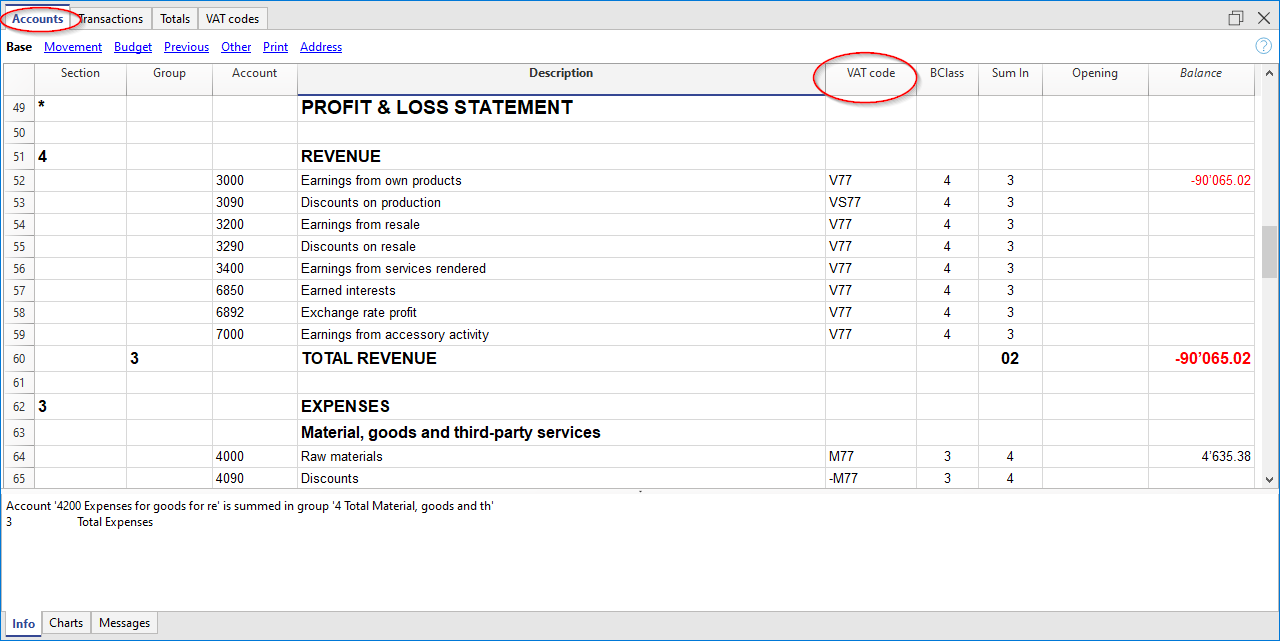 Accounts Transactions Totals VAT codes
Base Movement Budget Previous Other Print Address
Section Group Account Description VAT code BClass Sum In Opening Balance
49 * PROFIT & LOSS STATEMENT
50
51 4 REVENUE
52 3000 Earnings from own products V77 4 3 -90’065.02
53 3090 Discounts on production VS77 4 3
54 3200 Earnings from resale V77 4 3
55 3290 Discounts on resale V77 4 3
56 3400 Earnings from services rendered V77 4 3
57 6850 Earned interests V77 4 3
58 6892 Exchange rate profit V77 4 3
59 7000 Earnings from accessory activity V77 4 3
60 3 TOTAL REVENUE 02 -90’065.02
61
62 3 EXPENSES
63 Material, goods and third-party services
64 4000 Raw materials M77 3 4 4’635.38
65 4090 Discounts -M77 3 4
Account '4200 Expenses for goods for re' is summed in group '4 Total Material, goods and th'
3 Total Expenses
Info Charts Messages